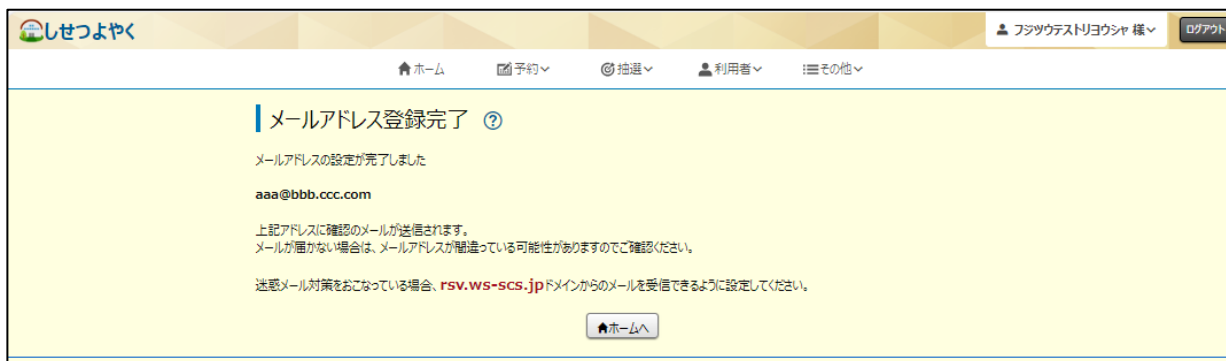 しせつよやく
フジツウテストリヨウシャ 様
ログアウト
ホーム 予約 抽選 利用者 その他
メールアドレス登録完了 ?
メールアドレスの設定が完了しました
aaa@bbb.ccc.com
上記アドレスに確認のメールが送信されます。
メールが届かない場合は、メールアドレスが間違っている可能性がありますのでご確認ください。
迷惑メール対策をおこなっている場合、rsv.ws-scs.jpドメインからのメールを受信できるように設定してください。
ホームへ